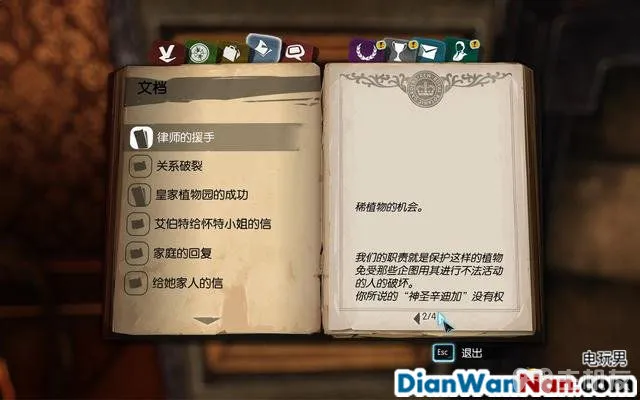 文档
律师的援手
关系破裂
皇家植物园的成功
艾伯特给怀特小姐的信
家庭的回复
给她家人的信
稀植物的机会。
我们的职责就是保护这样的植物
免受那些企图用其进行不法活动
的人的破坏。
你所说的“神圣辛迪加”没有权
2/4
Esc 退出
电玩男
DianWanNan.com